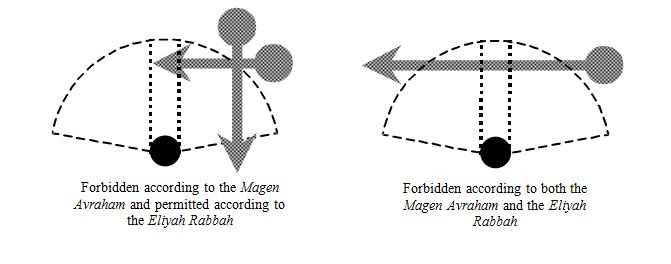 Forbidden according to the Magen
Avraham and permitted according to
the Eliyah Rabbah
Forbidden according to both the
Magen Avraham and the Eliyah
Rabbah